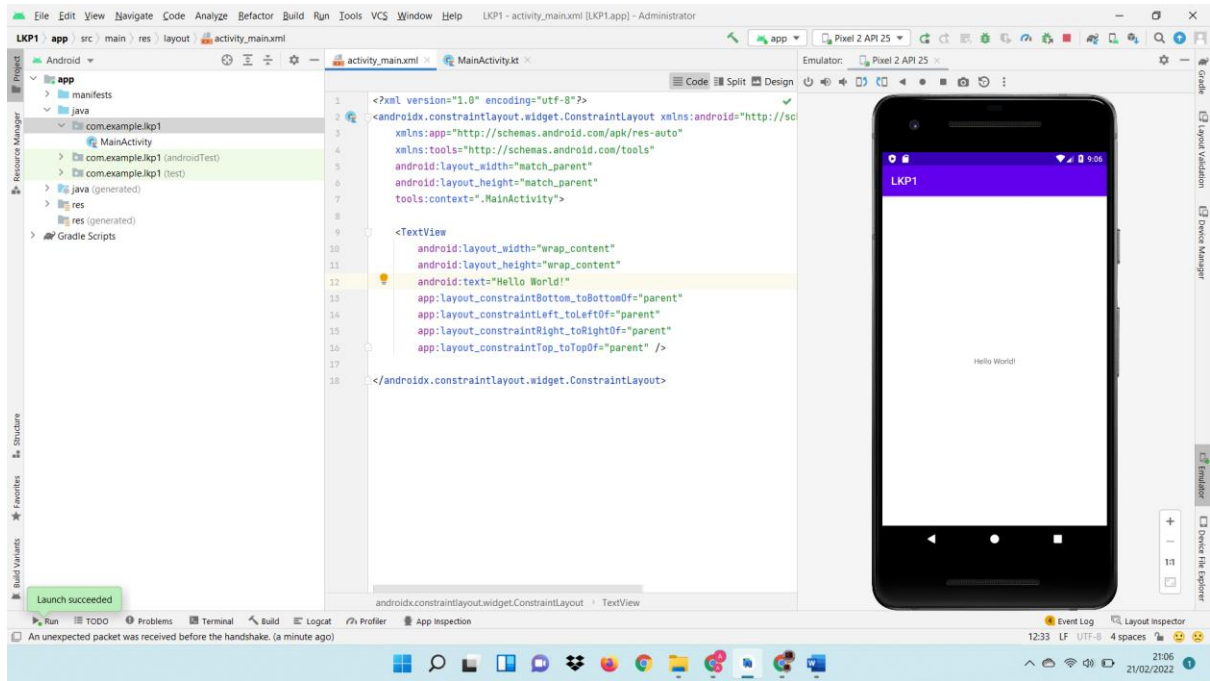 File Edit View Navigate Code Analyze Refactor Build Run Tools VCS Window Help LKP1 - activity_main.xml [LKP1.app] - Administrator
LKP1 app src main res layout activity_main.xml
app Pixel 2 API 25
Android
activity_main.xml MainActivity.kt
Emulator: Pixel 2 API 25
Code Split Design
Project
Resource Manager
Structure
Favorites
Build Variants
app
manifests
java
com.example.lkp1
MainActivity
com.example.lkp1 (androidTest)
com.example.lkp1 (test)
java (generated)
res
res (generated)
Gradle Scripts
1 <?xml version="1.0" encoding="utf-8"?>
2 <androidx.constraintlayout.widget.ConstraintLayout xmlns:android="http://sc
3 xmlns:app="http://schemas.android.com/apk/res-auto"
4 xmlns:tools="http://schemas.android.com/tools"
5 android:layout_width="match_parent"
6 android:layout_height="match_parent"
7 tools:context=".MainActivity">
8
9 <TextView
10 android:layout_width="wrap_content"
11 android:layout_height="wrap_content"
12 android:text="Hello World!"
13 app:layout_constraintBottom_toBottomOf="parent"
14 app:layout_constraintLeft_toLeftOf="parent"
15 app:layout_constraintRight_toRightOf="parent"
16 app:layout_constraintTop_toTopOf="parent" />
17
18 </androidx.constraintlayout.widget.ConstraintLayout>
9:06
LKP1
Hello World!
1:1
Gradle
Layout Validation
Device Manager
Emulator
Device File Explorer
androidx.constraintlayout.widget.ConstraintLayout TextView
Launch succeeded
Run TODO Problems Terminal Build Logcat Profiler App Inspection
4 Event Log Layout Inspector
An unexpected packet was received before the handshake. (a minute ago)
12:33 LF UTF-8 4 spaces
21:06
21/02/2022
1